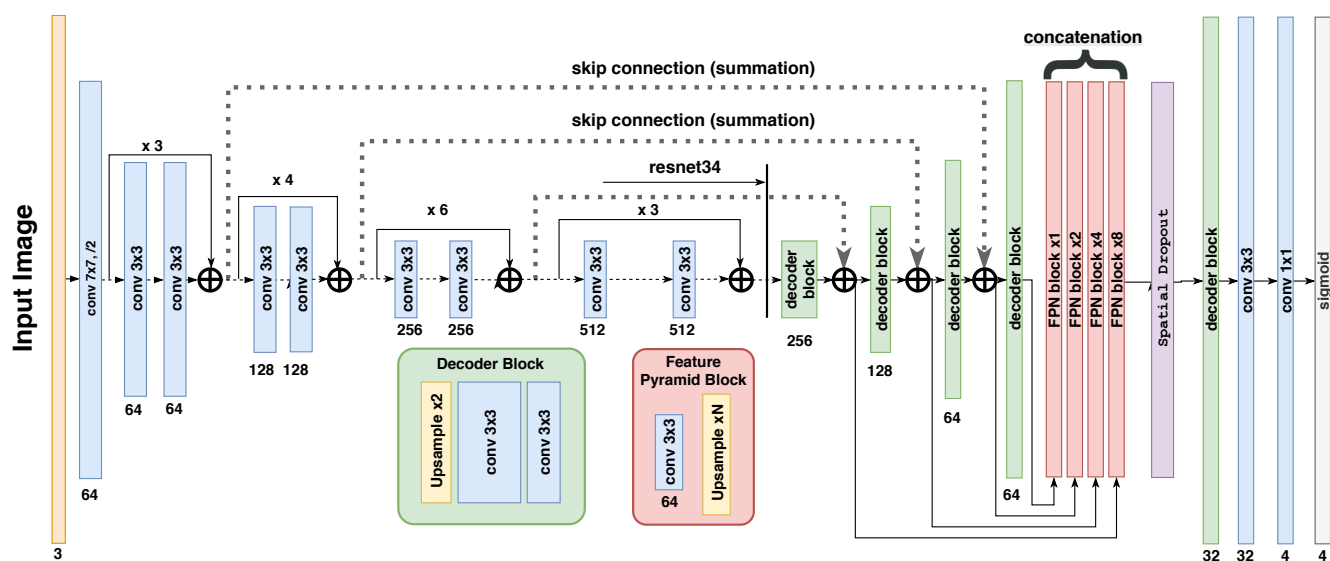 Input Image
3
conv 7x7, /2
64
x 3
conv 3x3
64
conv 3x3
64
x 4
conv 3x3
128
conv 3x3
128
skip connection (summation)
skip connection (summation)
x 6
conv 3x3
256
conv 3x3
256
resnet34
x 3
conv 3x3
512
conv 3x3
512
decoder
block
256
decoder block
128
decoder block
64
decoder block
64
concatenation
FPN block x1
FPN block x2
FPN block x4
FPN block x8
Spatial Dropout
decoder block
32
conv 3x3
32
conv 1x1
4
sigmoid
4
Decoder Block
Upsample x2
conv 3x3
conv 3x3
Feature
Pyramid Block
conv 3x3
64
Upsample xN